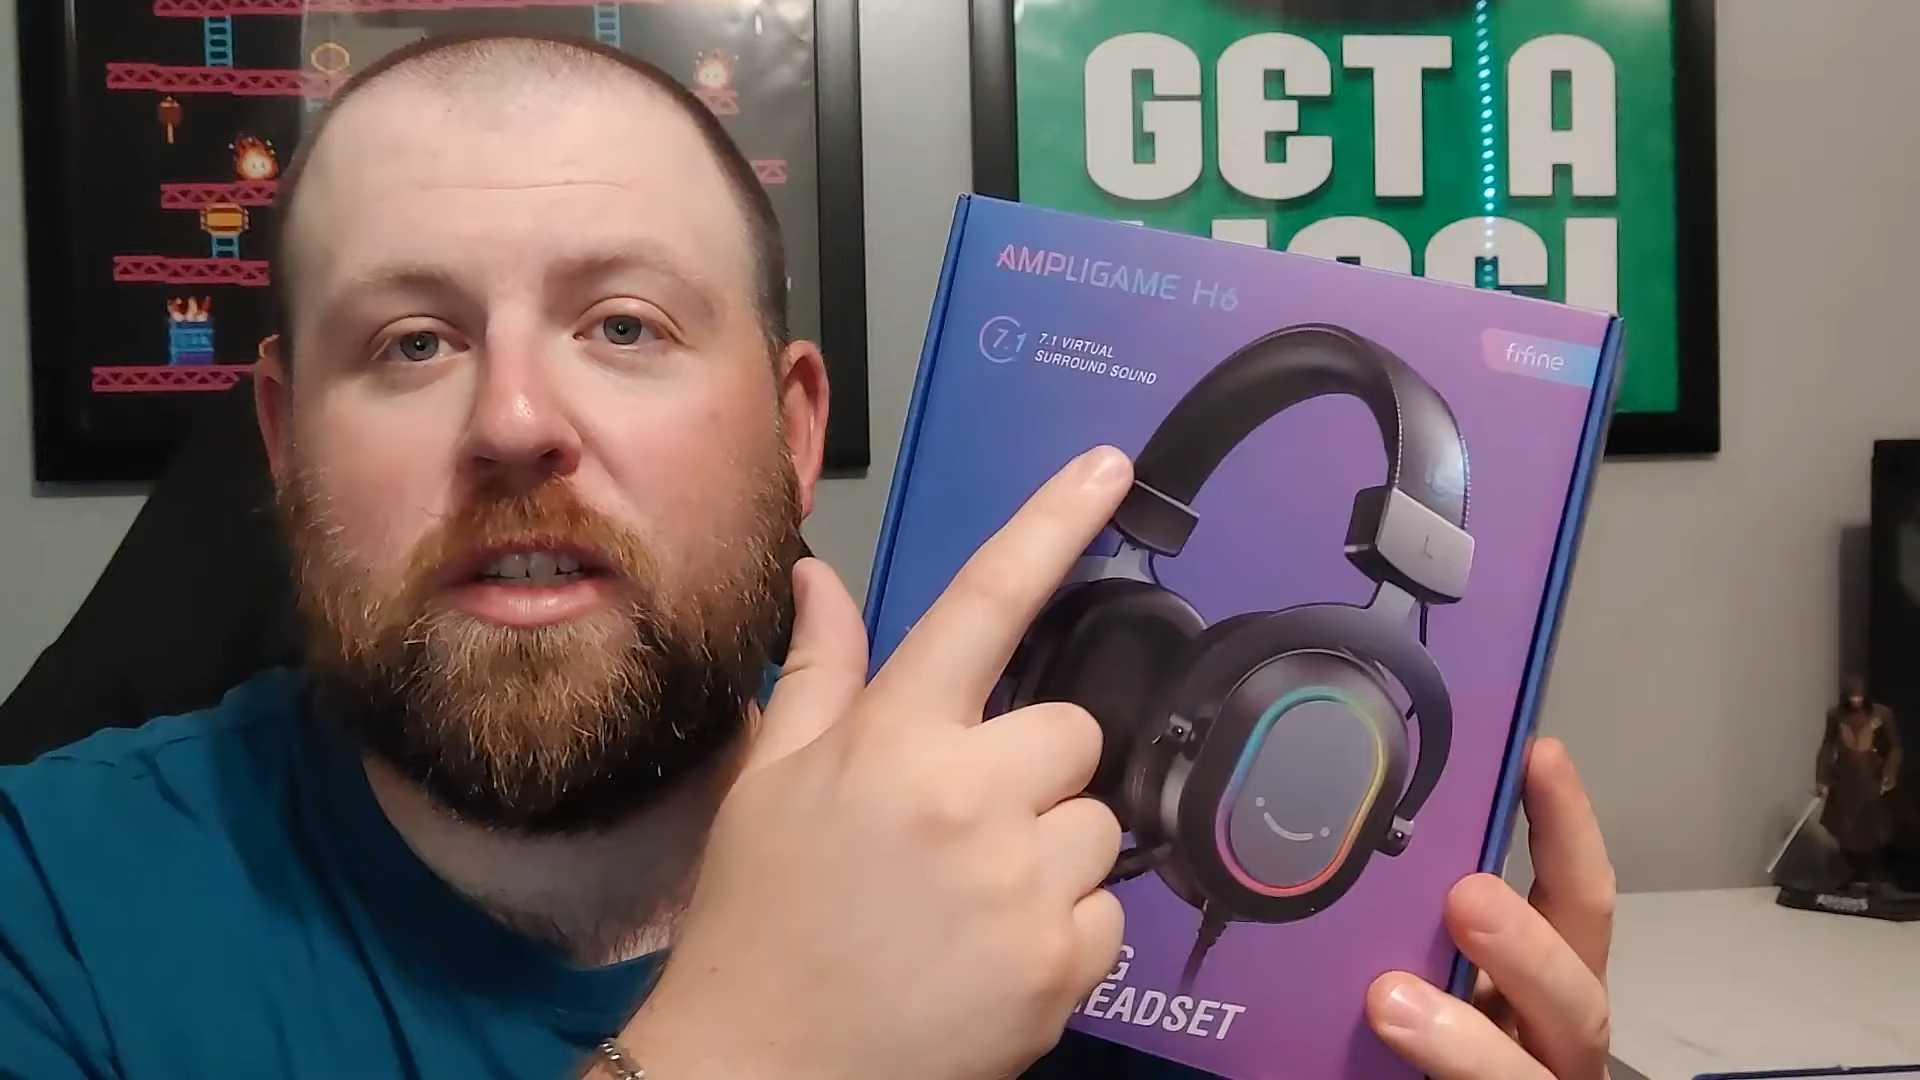 GET A
AMPLIGAME H6
7.1
7.1 VIRTUAL
SURROUND SOUND
fifine
L
HEADSET